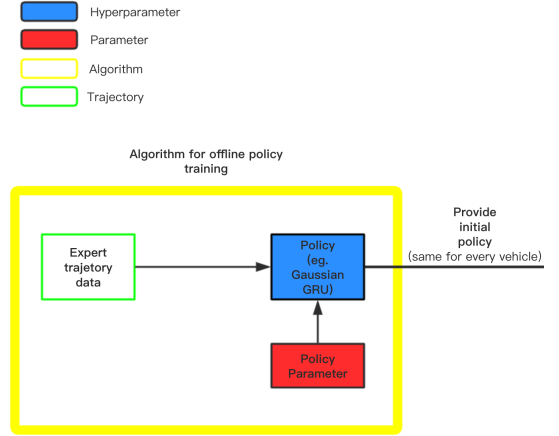 Hyperparameter
Parameter
Algorithm
Trajectory
Algorithm for offline policy
training
Expert
trajetory
data
Policy
(eg.
Gaussian
GRU)
Policy
Parameter
Provide
initial
policy
(same for every vehicle)